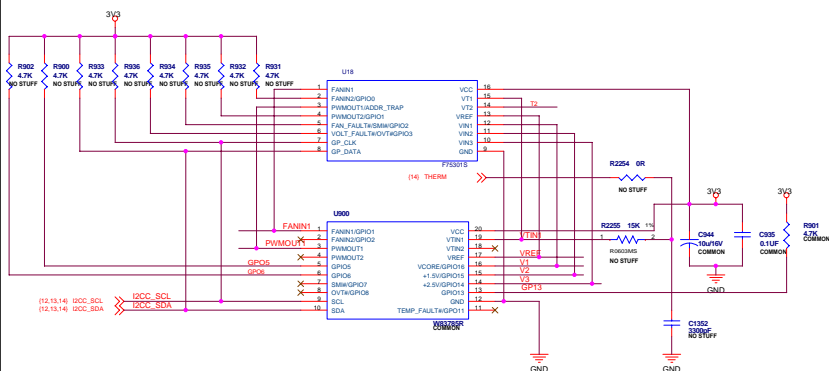 3V3
R902 R900 R933 R936 R934 R935 R932 R931
4.7K 4.7K 4.7K 4.7K 4.7K 4.7K 4.7K 4.7K
NO STUFF NO STUFF NO STUFF NO STUFF NO STUFF NO STUFF NO STUFF NO STUFF
U18
1 FANIN1 VCC 16
2 FANIN2/GPIO0 VT1 15
3 PWMOUT1/ADDR_TRAP VT2 14 T2
4 PWMOUT2/GPIO1 VREF 13
5 FAN_FAULT#/SMI#/GPIO2 VIN1 12
6 VOLT_FAULT#/OVT#GPIO3 VIN2 11
7 GP_CLK VIN3 10
8 GP_DATA GND 9
F75301S
(14) THERM
R2254 0R
NO STUFF
3V3 3V3
U900
FANIN1 1 FANIN1/GPIO1 VCC 20
2 FANIN2/GPIO2 VTIN1 19 VTIN1
PWMOUT1 3 PWMOUT1 VTIN2 18
4 PWMOUT2 VREF 17 VREF
GPO5 5 GPIO5 VCORE/GPIO16 16 V1
GPO6 6 GPIO6 +1.5V/GPIO15 15 V2
7 SMI#/GPIO7 +2.5V/GPIO14 14 V3
8 OVT#/GPIO8 GPIO13 13 GP13
(12,13,14) I2CC_SCL I2CC_SCL 9 SCL GND 12
(12,13,14) I2CC_SDA I2CC_SDA 10 SDA TEMP_FAULT#/GPO11 11
W83785R
COMMON
R2255 15K 1%
1 2
R0603MS
NO STUFF
C944
10u/16V
COMMON
C935
0.1UF
COMMON
R901
4.7K
COMMON
GND
C1352
3300pF
NO STUFF
GND GND